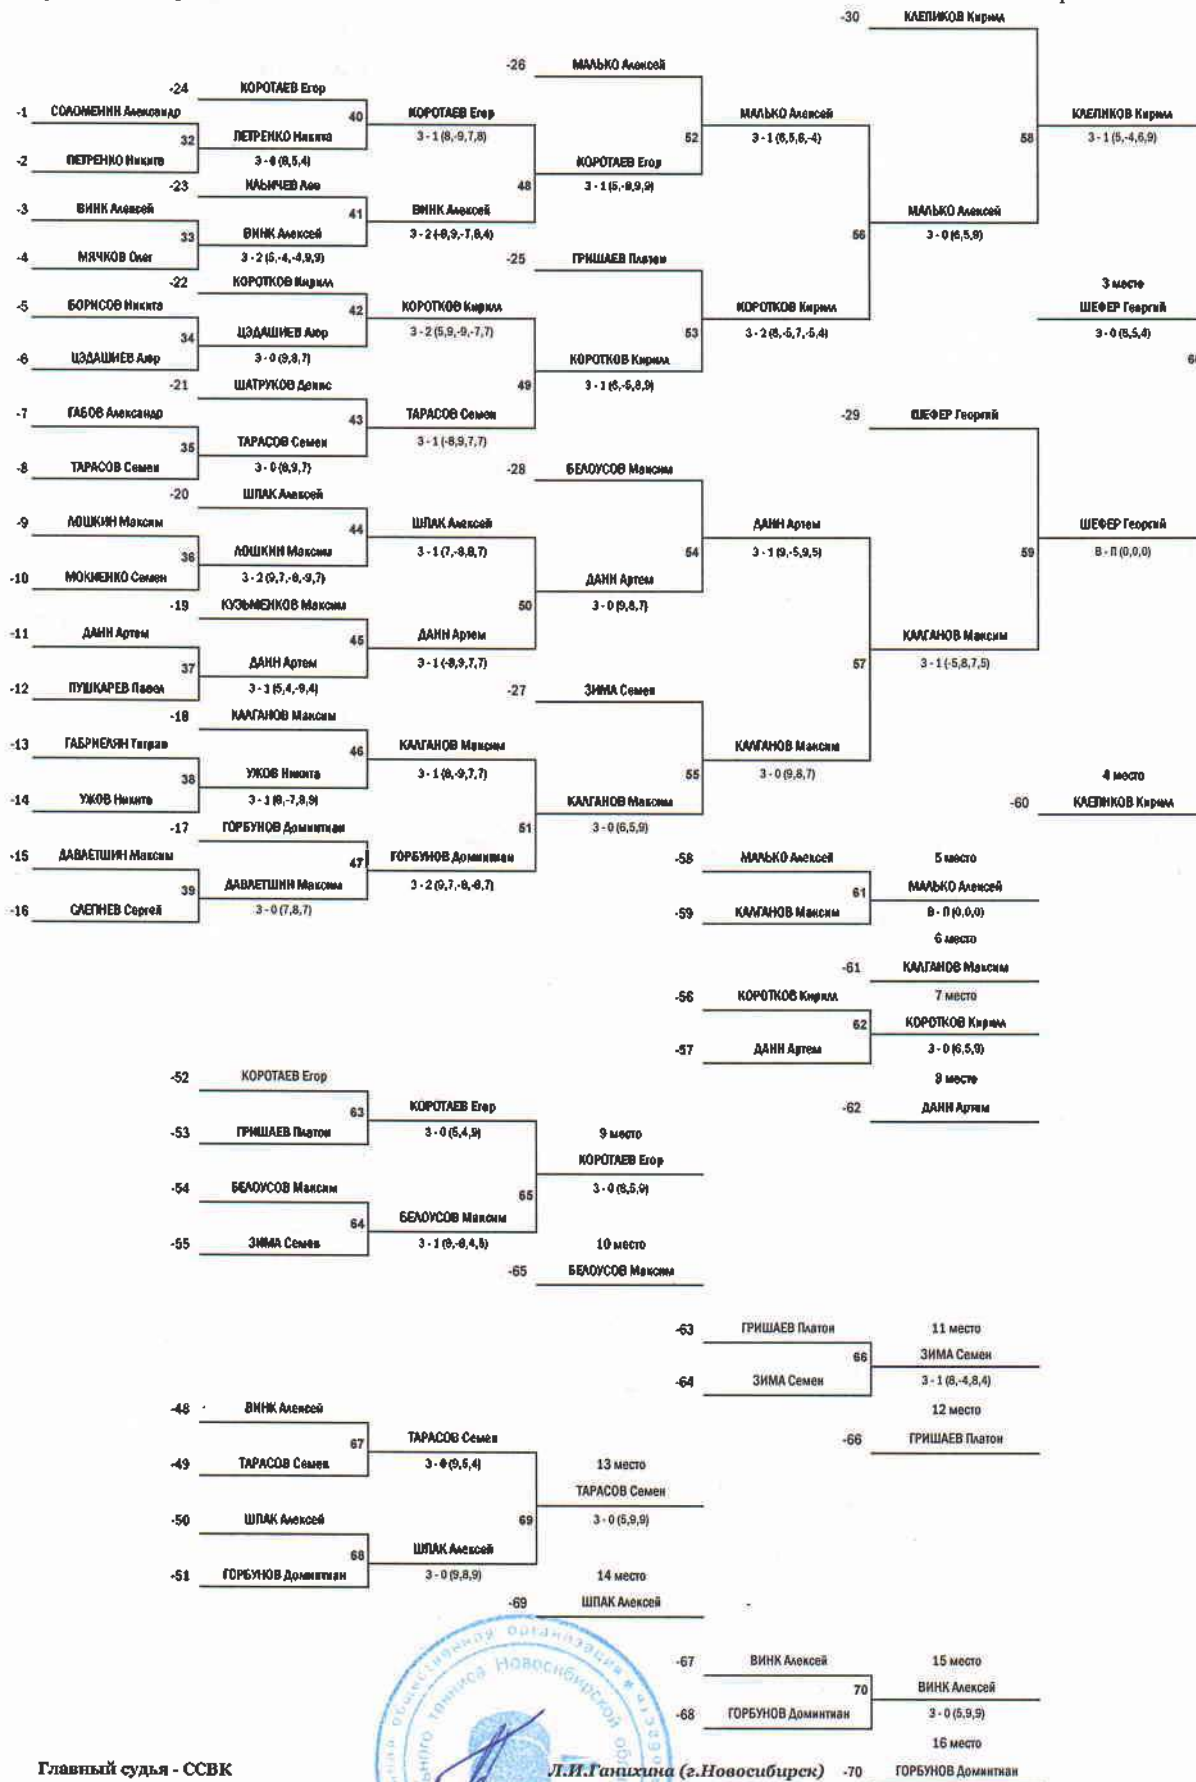 -30 КЛЕПИКОВ Кирилл
-26 МАЛЬКО Алексей
-24 КОРОТАЕВ Егор
-1 СОЛОМЕНИН Александр 40 КОРОТАЕВ Егор МАЛЬКО Алексей 58 КЛЕПИКОВ Кирилл
32 ПЕТРЕНКО Никита 3 - 1 (8,-9,7,8) 52 3 - 1 (6,5,6,-4) 3 - 1 (5,-4,6,9)
-2 ПЕТРЕНКО Никита 3 - 0 (8,5,4) КОРОТАЕВ Егор
-23 ИЛЬИЧЕВ Лев 48 3 - 1 (5,-8,9,9)
-3 ВИНК Алексей 41 ВИНК Алексей МАЛЬКО Алексей
33 ВИНК Алексей 3 - 2 (-8,9,-7,8,4) 56 3 - 0 (6,5,8)
-4 МЯЧКОВ Олег 3 - 2 (5,-4,-4,9,9) -25 ГРИШАЕВ Платон
-22 КОРОТКОВ Кирилл 3 место
-5 БОРИСОВ Никита 42 КОРОТКОВ Кирилл КОРОТКОВ Кирилл ШЕФЕР Георгий
34 ЦЭДАШИЕВ Аюр 3 - 2 (5,9,-9,-7,7) 53 3 - 2 (8,-5,7,-5,4) 3 - 0 (8,5,4)
-6 ЦЭДАШИЕВ Аюр 3 - 0 (9,8,7) КОРОТКОВ Кирилл
-21 ШАТРУКОВ Денис 49 3 - 1 (6,-6,8,9)
-7 ГАБОВ Александр 43 ТАРАСОВ Семен -29 ШЕФЕР Георгий
35 ТАРАСОВ Семен 3 - 1 (-8,9,7,7)
-8 ТАРАСОВ Семен 3 - 0 (8,9,7) -28 БЕЛОУСОВ Максим
-20 ШПАК Алексей
-9 ЛОШКИН Максим 44 ШПАК Алексей ДАНН Артем ШЕФЕР Георгий
36 ЛОШКИН Максим 3 - 1 (7,-8,8,7) 54 3 - 1 (9,-5,9,5) 59 В - П (0,0,0)
-10 МОКИЕНКО Семен 3 - 2 (9,7,-8,-9,7) ДАНН Артем
-19 КУЗЬМЕНКОВ Максим 50 3 - 0 (9,8,7)
-11 ДАНН Артем 45 ДАНН Артем КАЛГАНОВ Максим
37 ДАНН Артем 3 - 1 (-8,9,7,7) 57 3 - 1 (-5,8,7,5)
-12 ПУШКАРЕВ Павел 3 - 1 (5,4,-9,4) -27 ЗИМА Семен
-18 КАЛГАНОВ Максим
-13 ГАБРИЕЛЯН Тигран 46 КАЛГАНОВ Максим КАЛГАНОВ Максим
38 УЖОВ Никита 3 - 1 (8,-9,7,7) 55 3 - 0 (9,8,7) 4 место
-14 УЖОВ Никита 3 - 1 (8,-7,8,9) КАЛГАНОВ Максим -60 КЛЕПИКОВ Кирилл
-17 ГОРБУНОВ Доминтиан 51 3 - 0 (6,5,9)
-15 ДАВЛЕТШИН Максим 47 ГОРБУНОВ Доминтиан -58 МАЛЬКО Алексей 5 место
39 ДАВЛЕТШИН Максим 3 - 2 (9,7,-8,-8,7) 61 МАЛЬКО Алексей
-16 СЛЕПНЕВ Сергей 3 - 0 (7,8,7) -59 КАЛГАНОВ Максим В - П (0,0,0)
6 место
-61 КАЛГАНОВ Максим
-56 КОРОТКОВ Кирилл 7 место
62 КОРОТКОВ Кирилл
-57 ДАНН Артем 3 - 0 (6,5,9)
-52 КОРОТАЕВ Егор 8 место
63 КОРОТАЕВ Егор -62 ДАНН Артем
-53 ГРИШАЕВ Платон 3 - 0 (5,4,9) 9 место
КОРОТАЕВ Егор
-54 БЕЛОУСОВ Максим 65 3 - 0 (8,5,9)
64 БЕЛОУСОВ Максим
-55 ЗИМА Семен 3 - 1 (9,-8,4,5) 10 место
-65 БЕЛОУСОВ Максим
-63 ГРИШАЕВ Платон 11 место
66 ЗИМА Семен
-64 ЗИМА Семен 3 - 1 (8,-4,8,4)
-48 ВИНК Алексей 12 место
67 ТАРАСОВ Семен -66 ГРИШАЕВ Платон
-49 ТАРАСОВ Семен 3 - 0 (9,5,4) 13 место
ТАРАСОВ Семен
-50 ШПАК Алексей 69 3 - 0 (5,9,9)
68 ШПАК Алексей
-51 ГОРБУНОВ Доминтиан 3 - 0 (9,8,9) 14 место
-69 ШПАК Алексей
-67 ВИНК Алексей 15 место
70 ВИНК Алексей
-68 ГОРБУНОВ Доминтиан 3 - 0 (5,9,9)
16 место
Главный судья - ССВК Л.И.Ганихина (г.Новосибирск) -70 ГОРБУНОВ Доминтиан
общественная организация
тенниса Новосибирской